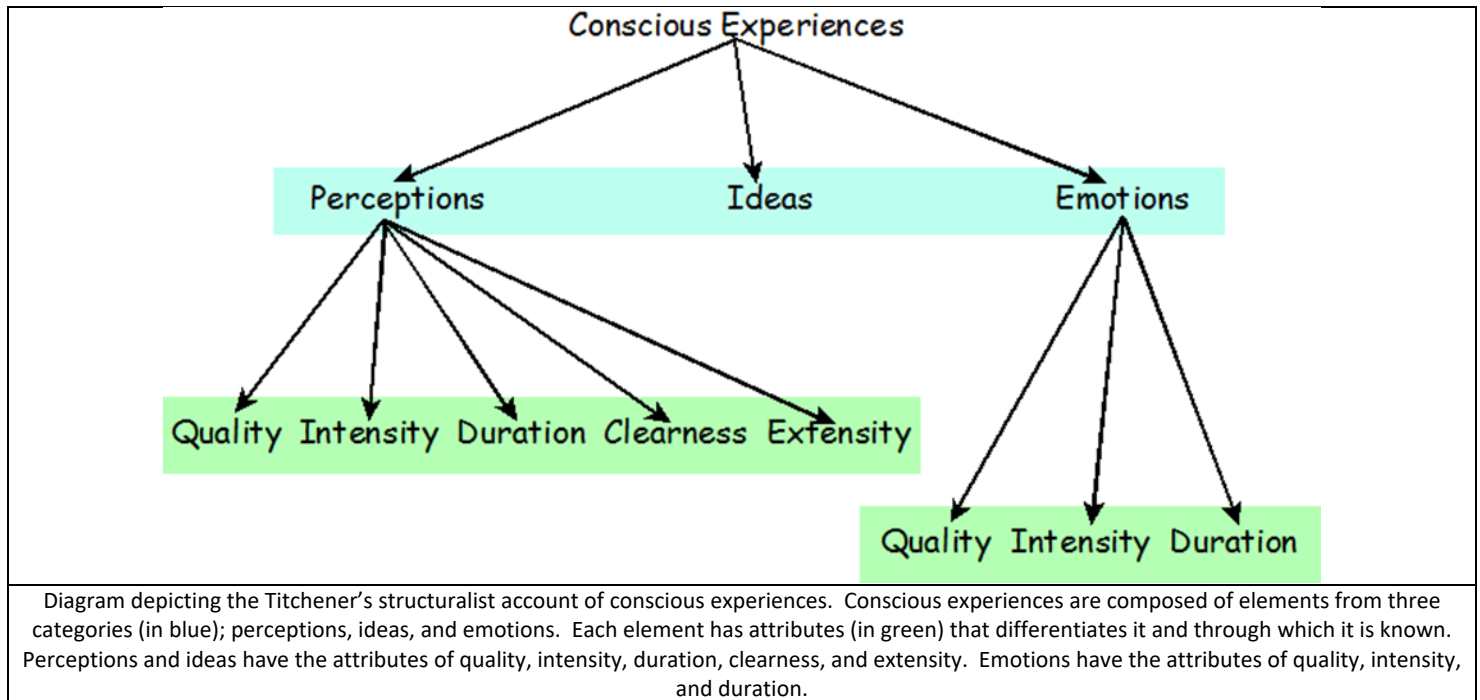 Conscious Experiences
Perceptions Ideas Emotions
Quality Intensity Duration Clearness Extensity
Quality Intensity Duration
Diagram depicting the Titchener’s structuralist account of conscious experiences. Conscious experiences are composed of elements from three
categories (in blue); perceptions, ideas, and emotions. Each element has attributes (in green) that differentiates it and through which it is known.
Perceptions and ideas have the attributes of quality, intensity, duration, clearness, and extensity. Emotions have the attributes of quality, intensity,
and duration.